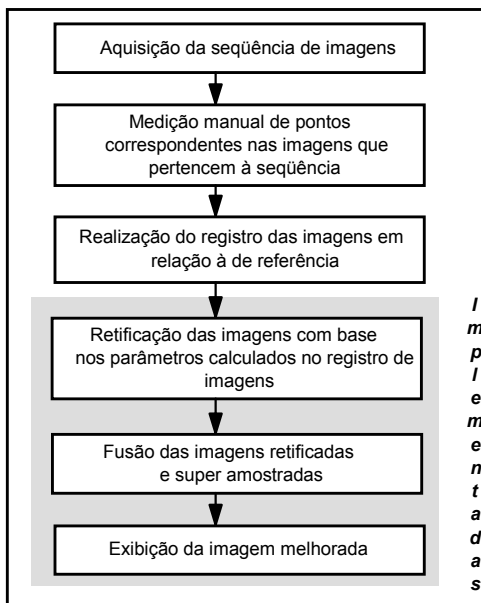 Aquisição da seqüência de imagens
Medição manual de pontos
correspondentes nas imagens que
pertencem à seqüência
Realização do registro das imagens em
relação à de referência
Retificação das imagens com base
nos parâmetros calculados no registro de
imagens
Fusão das imagens retificadas
e super amostradas
Exibição da imagem melhorada
Implementadas